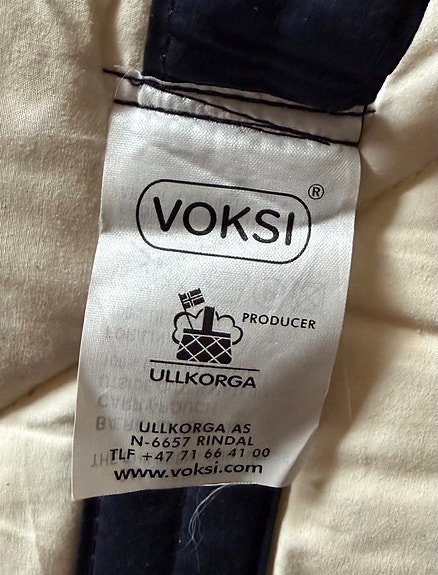 VOKSI®
PRODUCER
ULLKORGA
ULLKORGA AS
N-6657 RINDAL
TLF +47 71 66 41 00
www.voksi.com